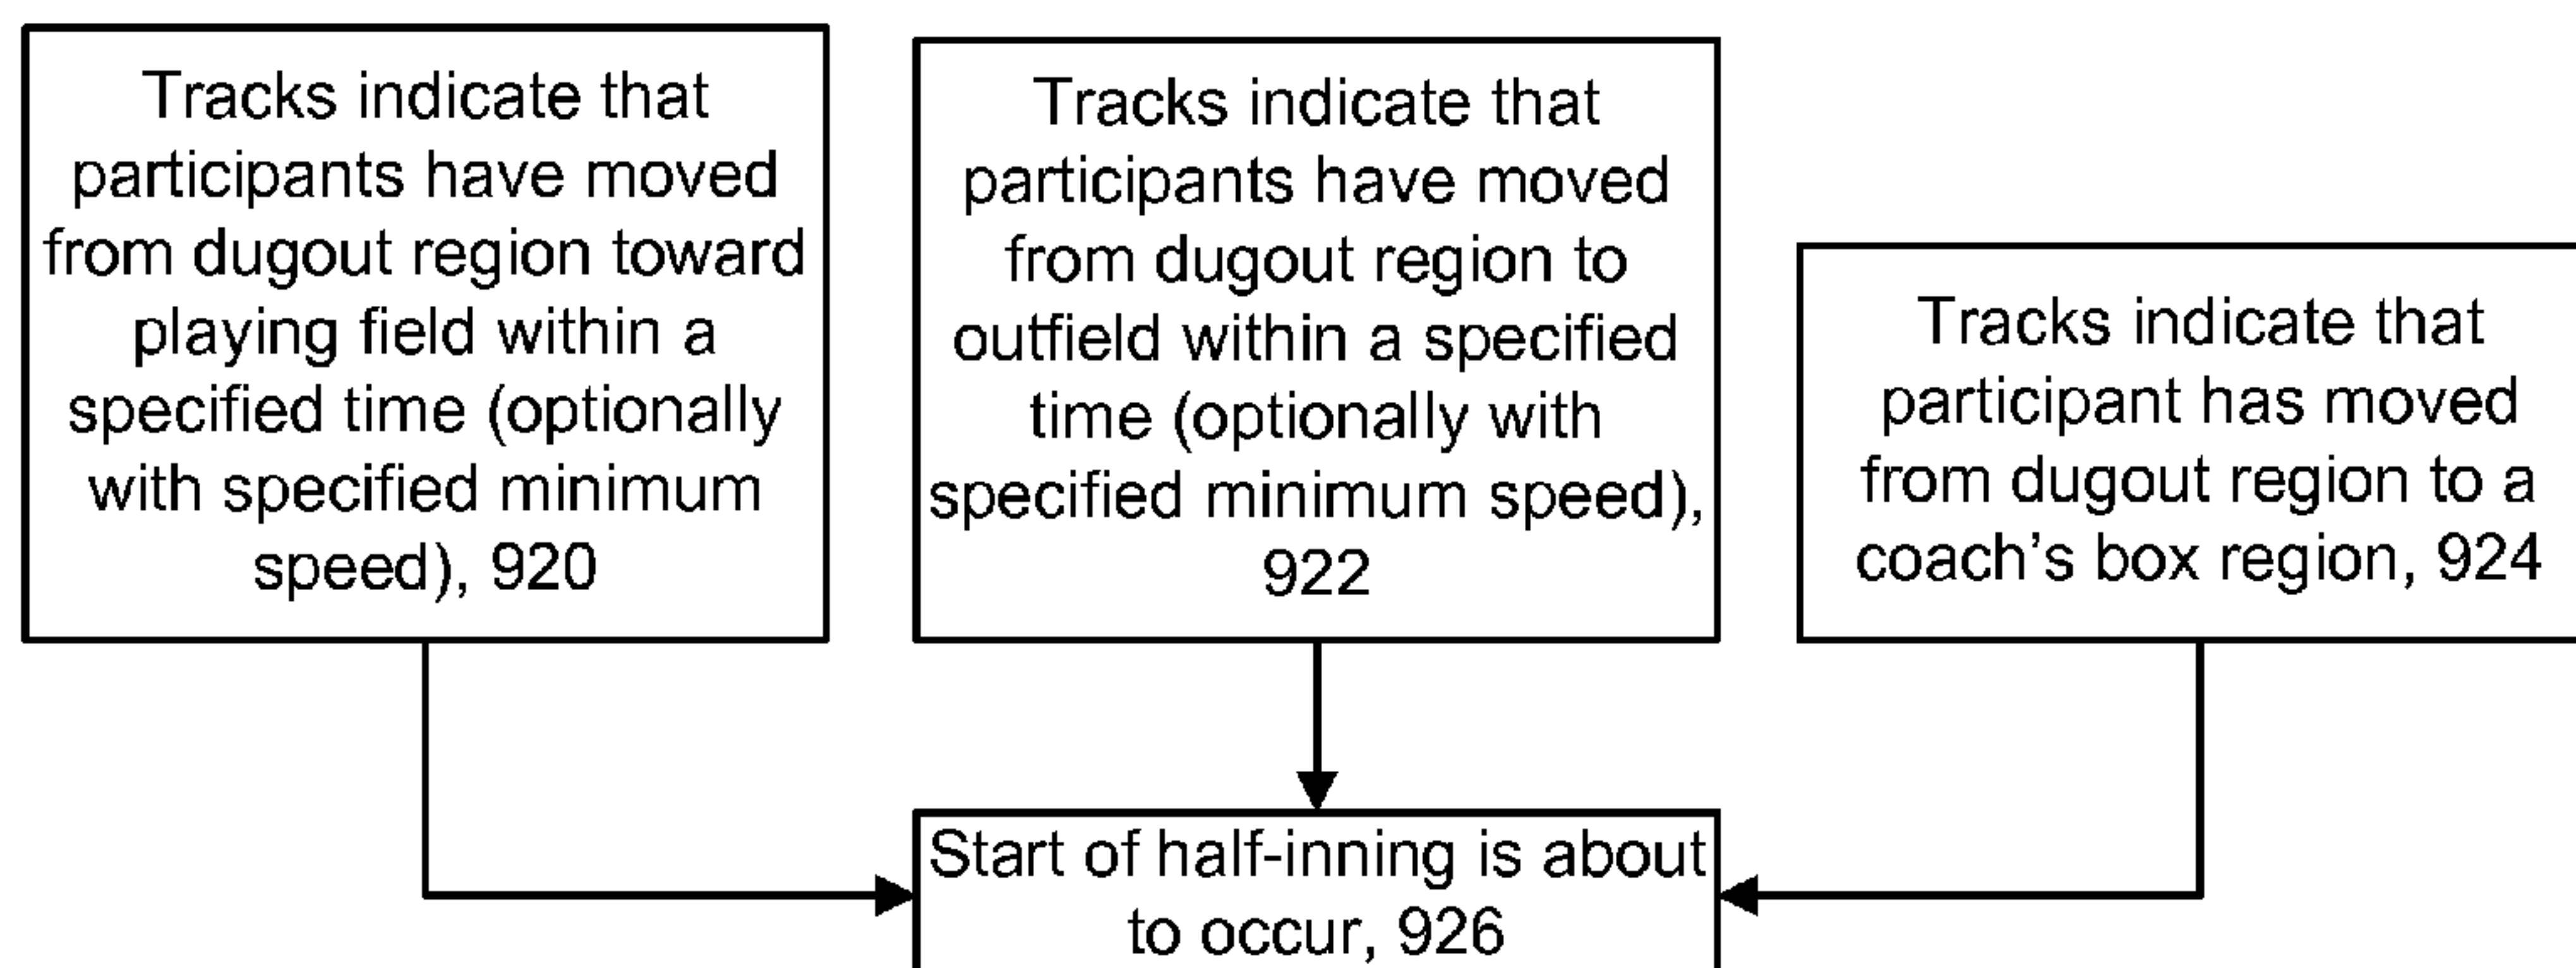 Tracks indicate that
participants have moved
from dugout region toward
playing field within a
specified time (optionally
with specified minimum
speed), 920
Tracks indicate that
participants have moved
from dugout region to
outfield within a specified
time (optionally with
specified minimum speed),
922
Tracks indicate that
participant has moved
from dugout region to a
coach's box region, 924
Start of half-inning is about
to occur, 926